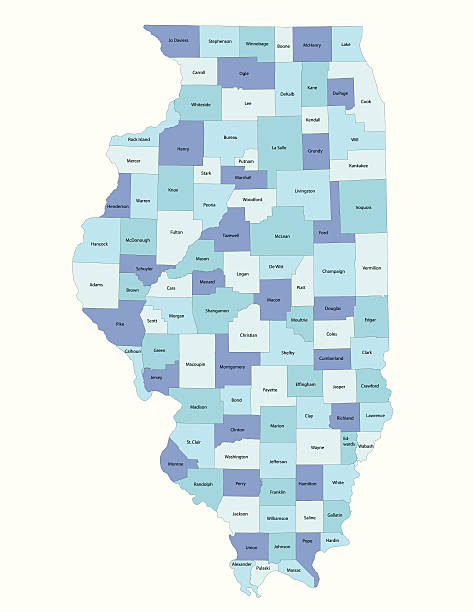 Jo Daviers
Stephenson
Winnebago
Boone
McHenry
Lake
Carroll
Ogle
DeKalb
Kane
DuPage
Cook
Whiteside
Lee
Kendall
Rock Island
Henry
Bureau
La Salle
Grundy
Will
Mercer
Stark
Putnam
Marshall
Kankakee
Henderson
Warren
Knox
Peoria
Woodford
Livingston
Iroquois
Hancock
McDonough
Fulton
Tazewell
McLean
Ford
Schuyler
Mason
Logan
De Witt
Champaign
Vermilion
Adams
Brown
Cass
Menard
Macon
Piatt
Douglas
Pike
Scott
Morgan
Shangamon
Christian
Moultria
Coles
Edgar
Calhoun
Green
Macoupin
Montgomery
Shelby
Cumberland
Clark
Jersey
Fayette
Effingham
Jasper
Crawford
Madison
Bond
Clay
Richland
Lawrence
Clinton
Marion
St.Clair
Washington
Jefferson
Wayne
Ed-
wards
Wabash
Monroe
Randolph
Perry
Franklin
Hamilton
White
Jackson
Williamson
Saline
Gallatin
Union
Johnson
Pope
Hardin
Alexander
Pulaski
Massac